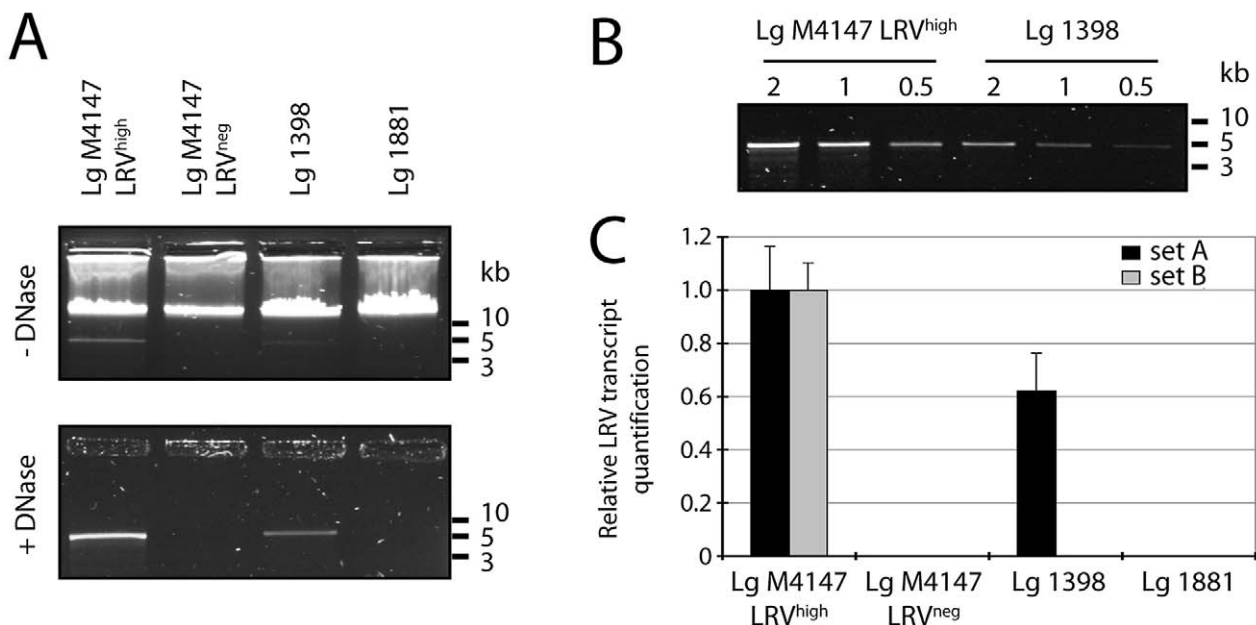 A
Lg M4147
LRVhigh
Lg M4147
LRVneg
Lg 1398
Lg 1881
- DNase
kb
10
5
3
+ DNase
10
5
3
B
Lg M4147 LRVhigh
Lg 1398
2 1 0.5 2 1 0.5
kb
10
5
3
C
Relative LRV transcript
quantification
1.2
1.0
0.8
0.6
0.4
0.2
0
set A
set B
Lg M4147
LRVhigh
Lg M4147
LRVneg
Lg 1398
Lg 1881